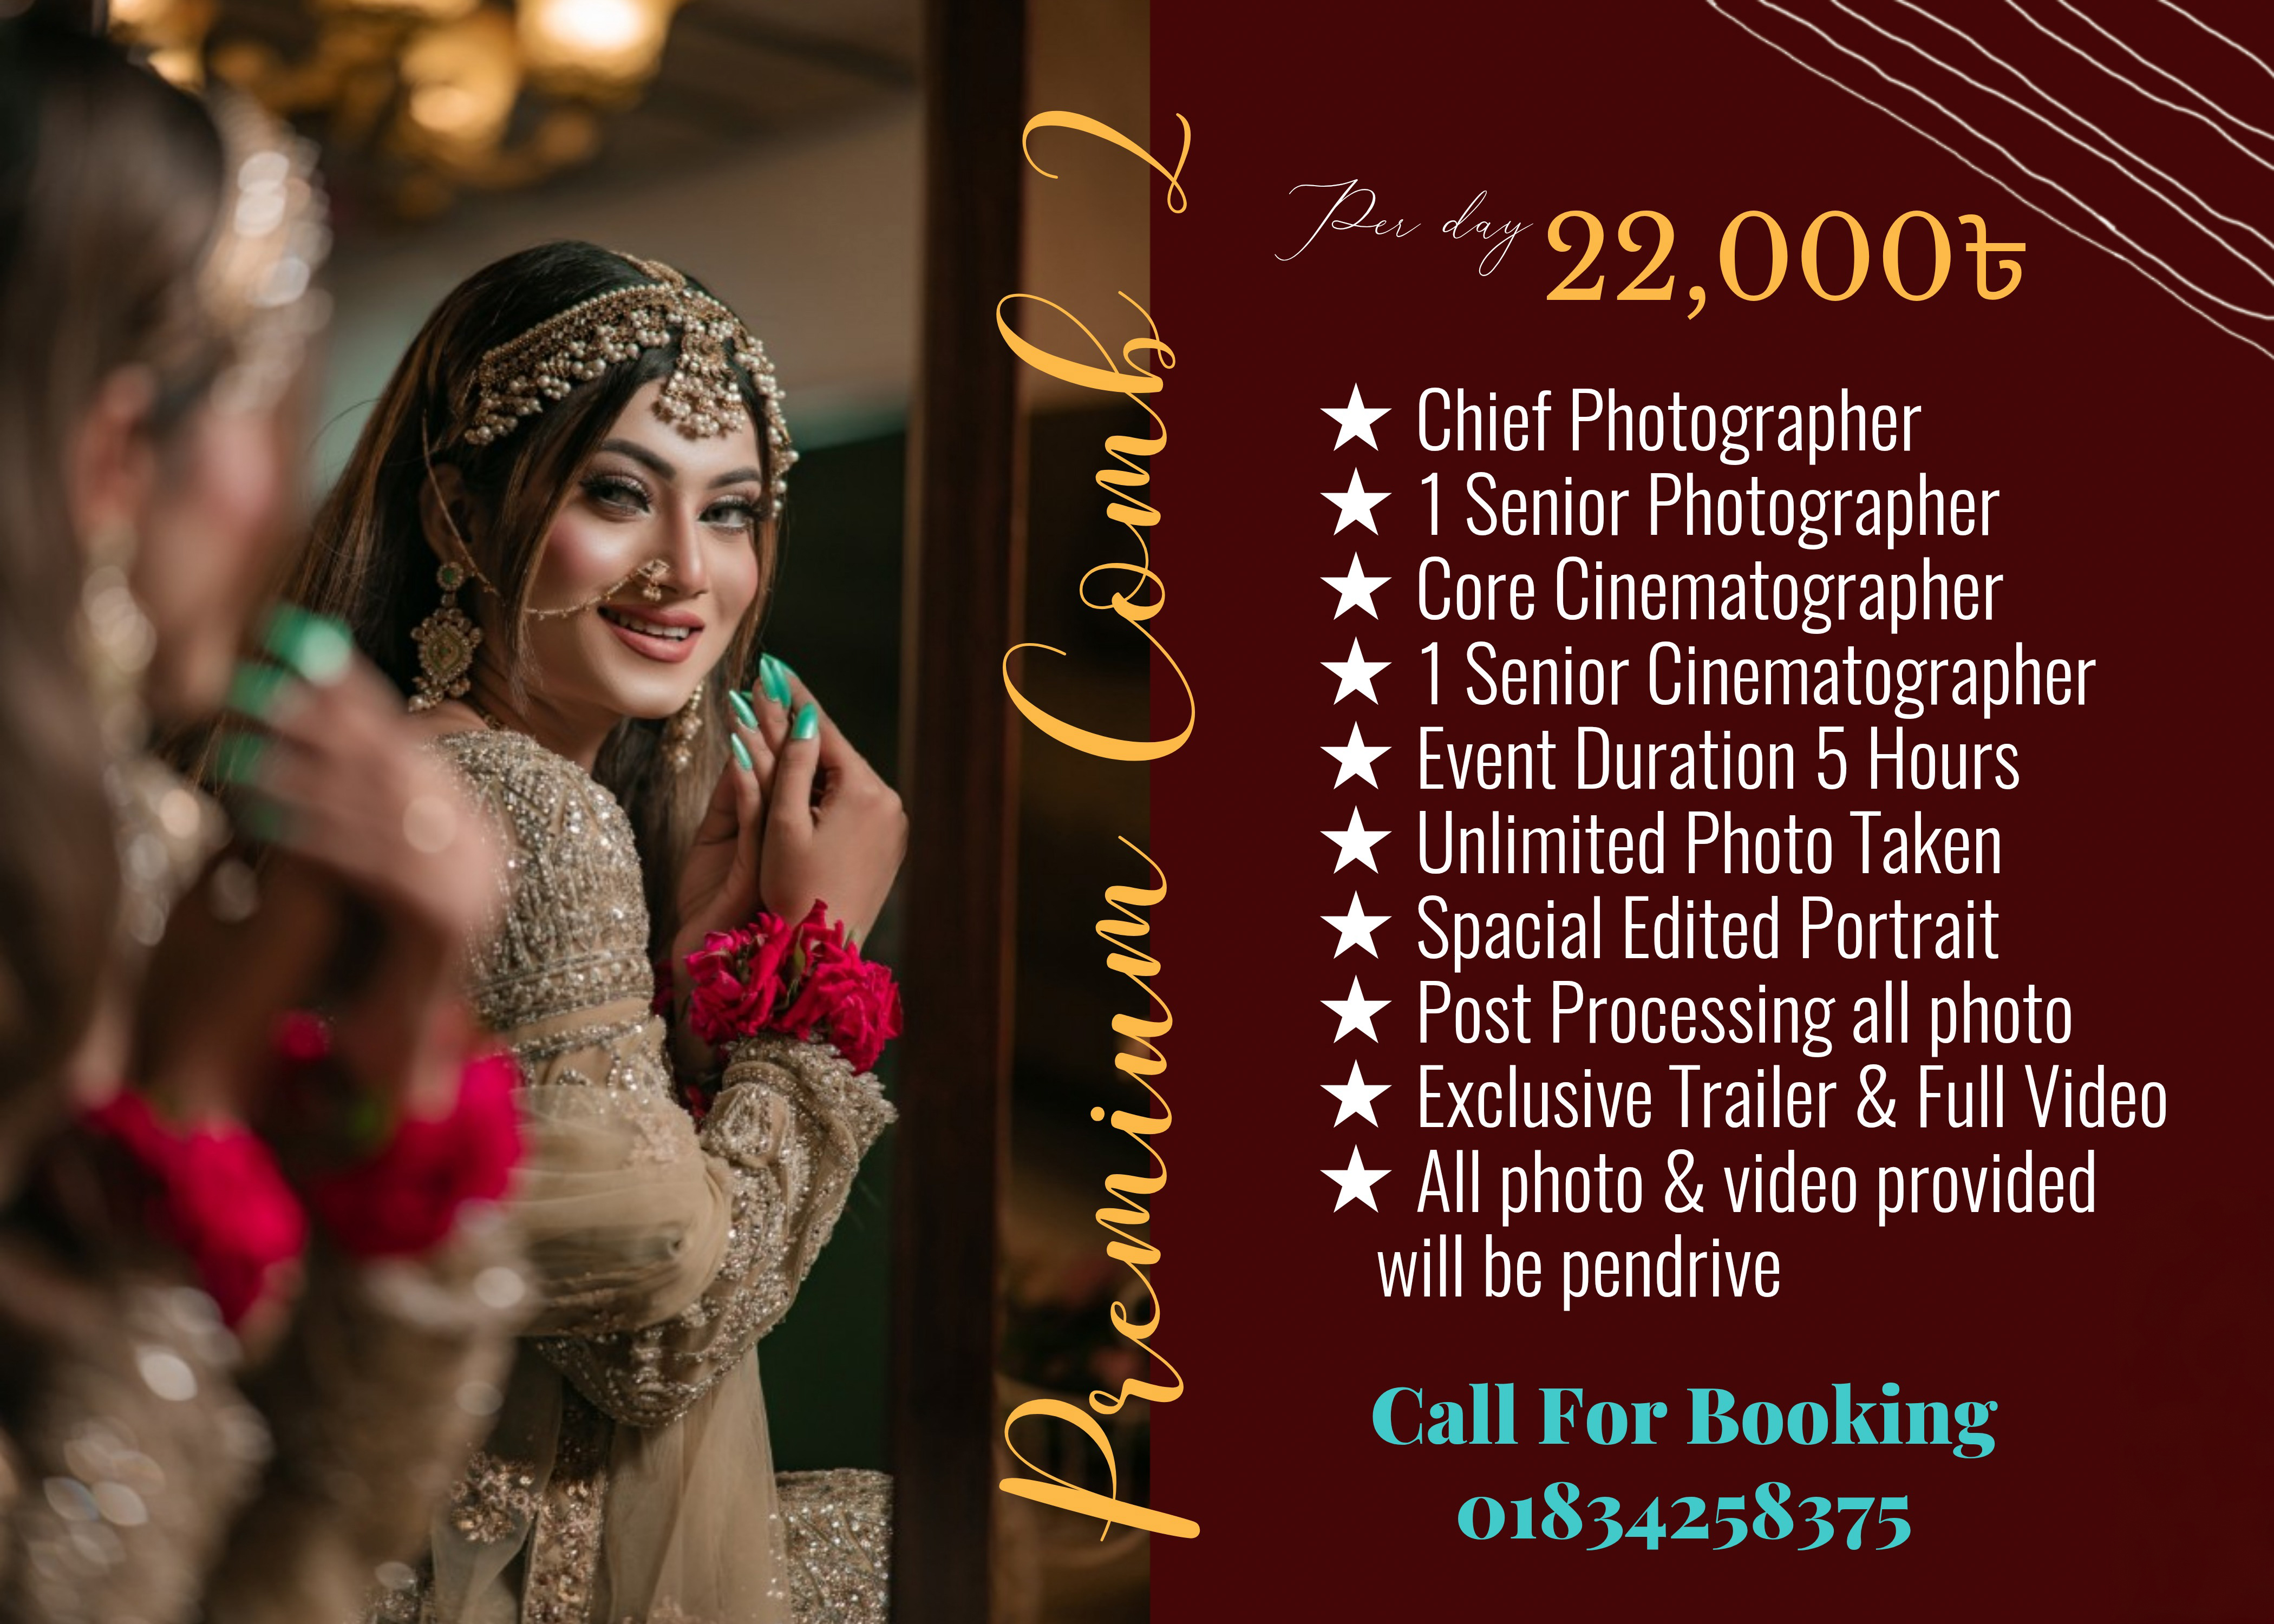 Premium Comb 2
Per day 22,000৳
★ Chief Photographer
★ 1 Senior Photographer
★ Core Cinematographer
★ 1 Senior Cinematographer
★ Event Duration 5 Hours
★ Unlimited Photo Taken
★ Spacial Edited Portrait
★ Post Processing all photo
★ Exclusive Trailer & Full Video
★ All photo & video provided
will be pendrive
Call For Booking
01834258375